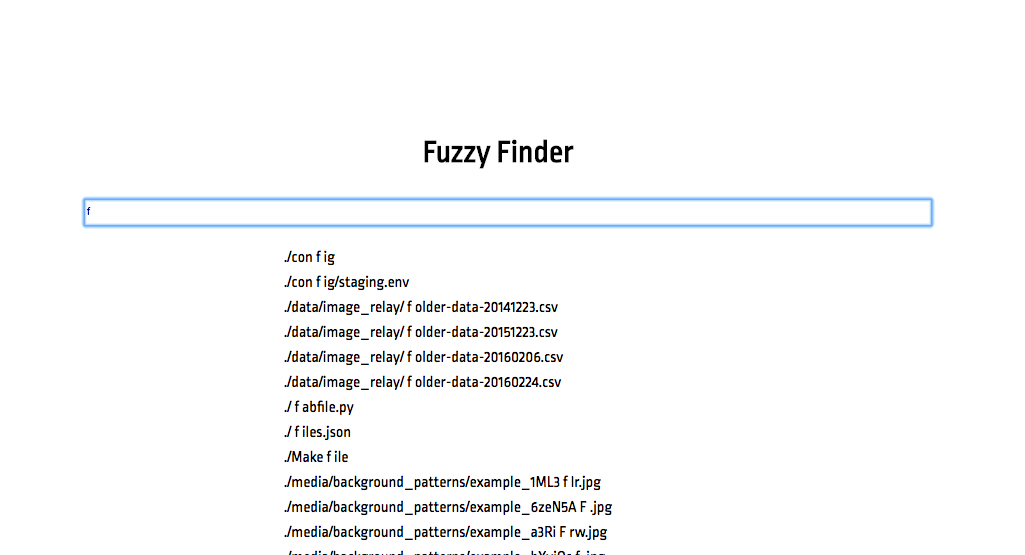 Fuzzy Finder
f
./con f ig
./con f ig/staging.env
./data/image_relay/ f older-data-20141223.csv
./data/image_relay/ f older-data-20151223.csv
./data/image_relay/ f older-data-20160206.csv
./data/image_relay/ f older-data-20160224.csv
./ f abfile.py
./ f iles.json
./Make f ile
./media/background_patterns/example_1ML3 f lr.jpg
./media/background_patterns/example_6zeN5A F .jpg
./media/background_patterns/example_a3Ri F rw.jpg